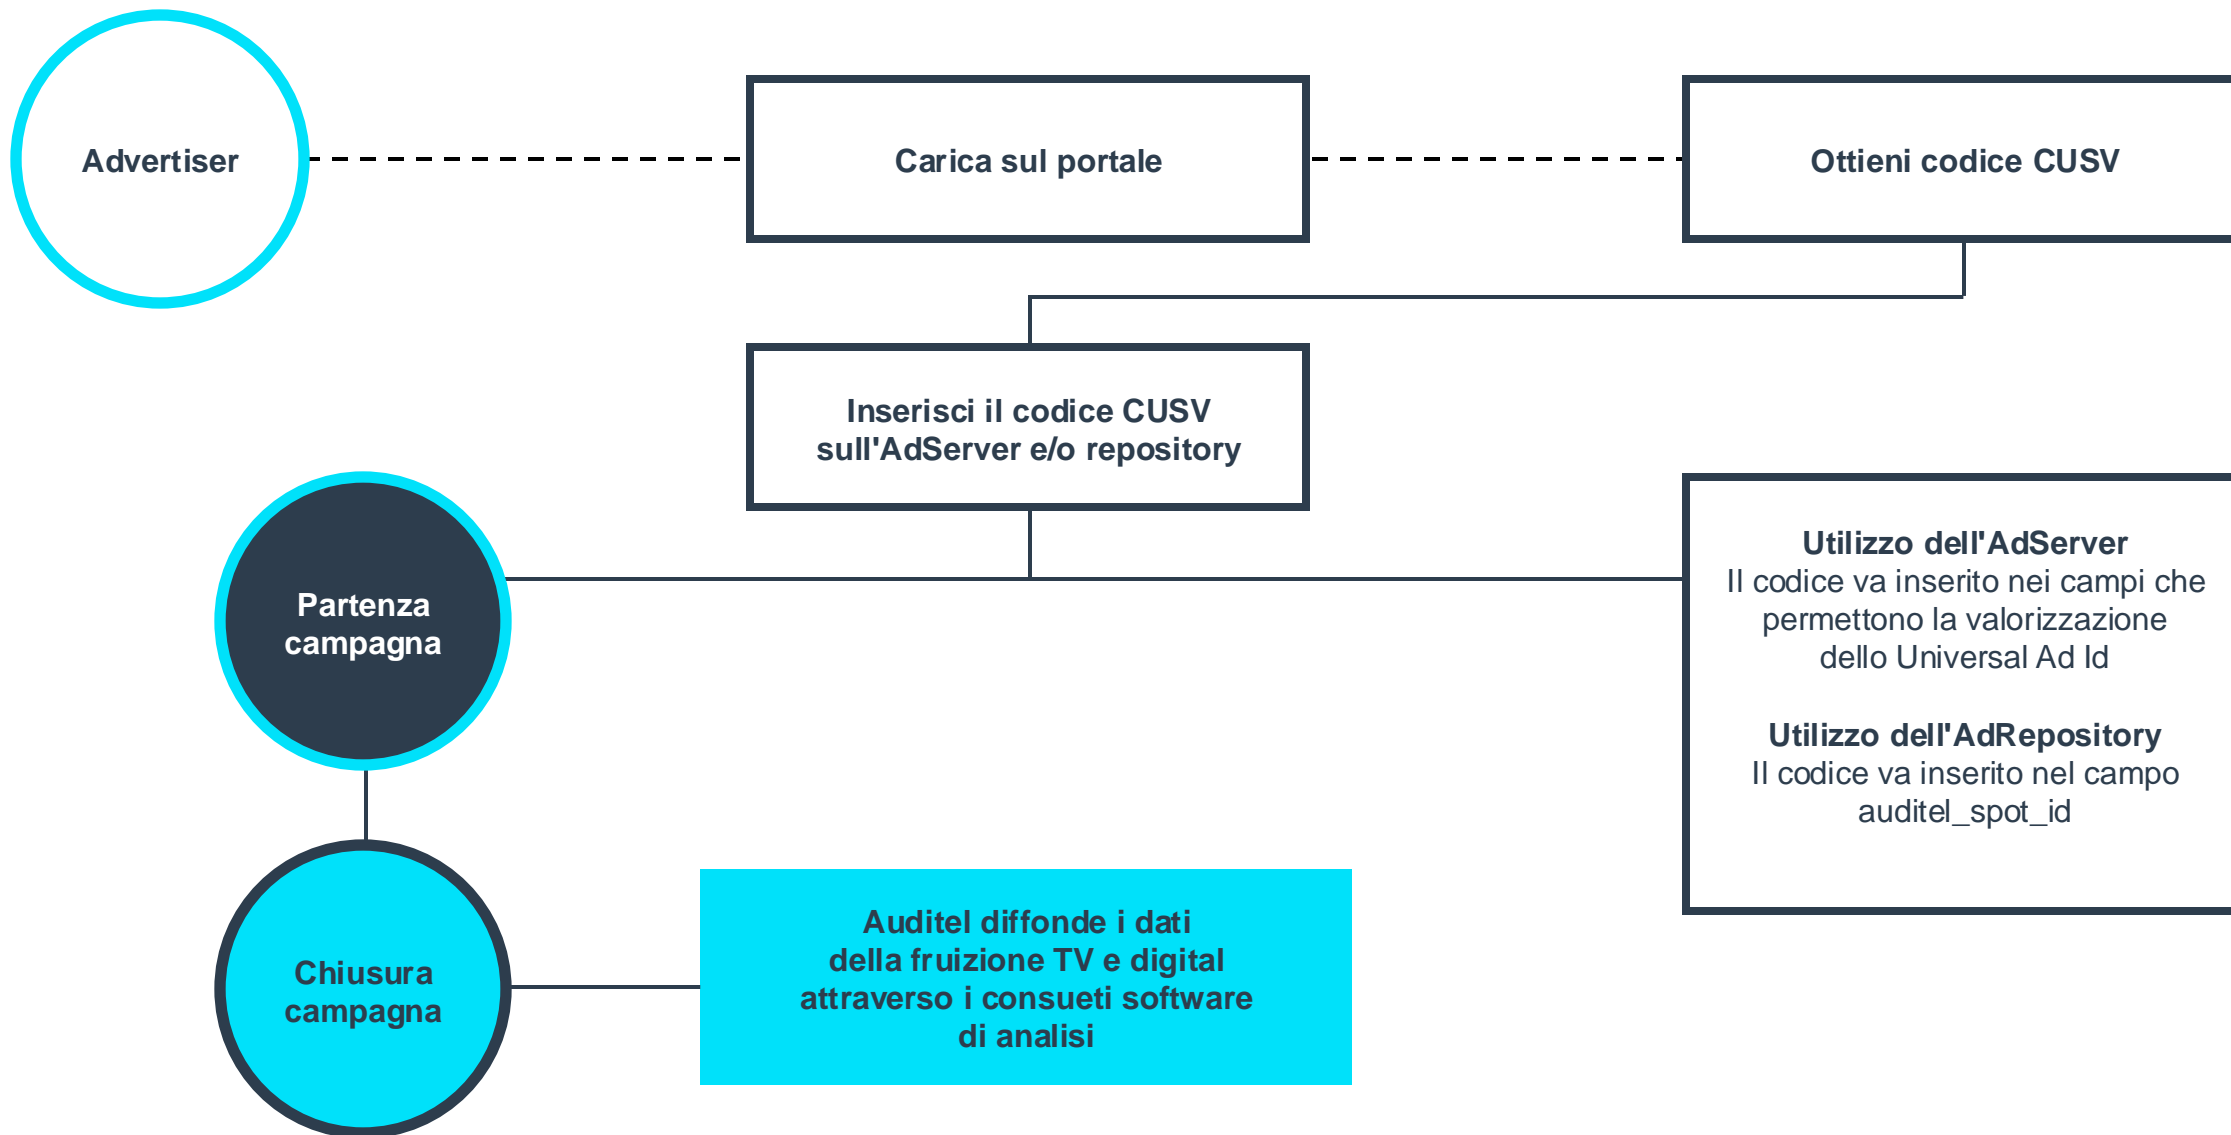 Advertiser
Carica sul portale
Ottieni codice CUSV
Inserisci il codice CUSV
sull'AdServer e/o repository
Partenza
campagna
Utilizzo dell'AdServer
Il codice va inserito nei campi che
permettono la valorizzazione
dello Universal Ad Id
Utilizzo dell'AdRepository
Il codice va inserito nel campo
auditel_spot_id
Chiusura
campagna
Auditel diffonde i dati
della fruizione TV e digital
attraverso i consueti software
di analisi